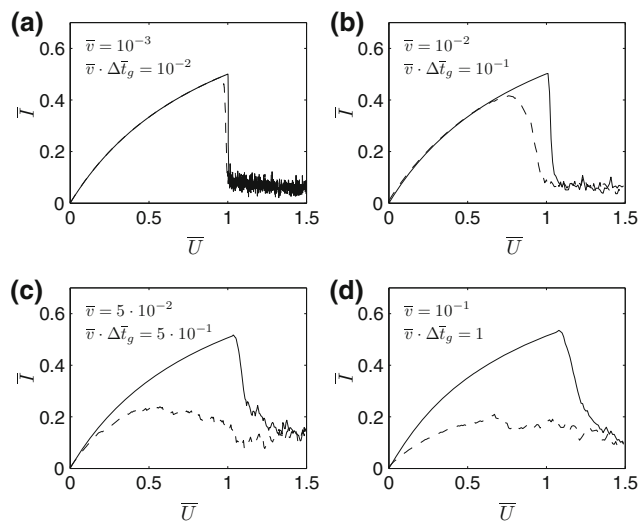 (a)
v̅ = 10⁻³
v̅ · Δt̅g = 10⁻²
I̅
0.6
0.4
0.2
0
0 0.5 1 1.5
U̅
(b)
v̅ = 10⁻²
v̅ · Δt̅g = 10⁻¹
I̅
0.6
0.4
0.2
0
0 0.5 1 1.5
U̅
(c)
v̅ = 5 · 10⁻²
v̅ · Δt̅g = 5 · 10⁻¹
I̅
0.6
0.4
0.2
0
0 0.5 1 1.5
U̅
(d)
v̅ = 10⁻¹
v̅ · Δt̅g = 1
I̅
0.6
0.4
0.2
0
0 0.5 1 1.5
U̅